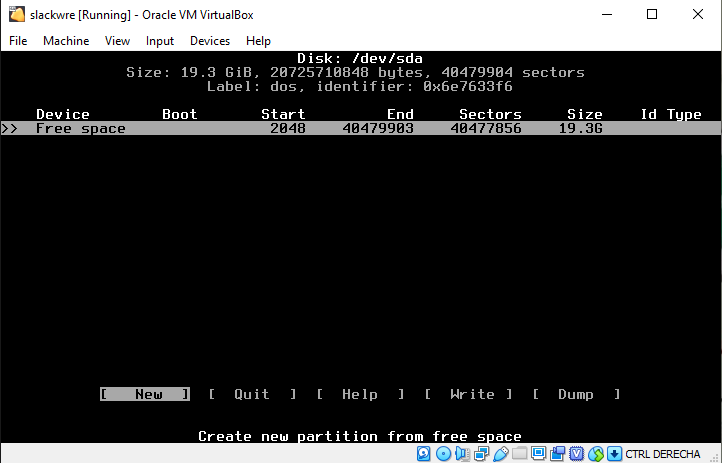 slackwre [Running] - Oracle VM VirtualBox
File Machine View Input Devices Help
Disk: /dev/sda
Size: 19.3 GiB, 20725710848 bytes, 40479904 sectors
Label: dos, identifier: 0x6e7633f6
Device Boot Start End Sectors Size Id Type
>> Free space 2048 40479903 40477856 19.3G
[ New ] [ Quit ] [ Help ] [ Write ] [ Dump ]
Create new partition from free space
CTRL DERECHA